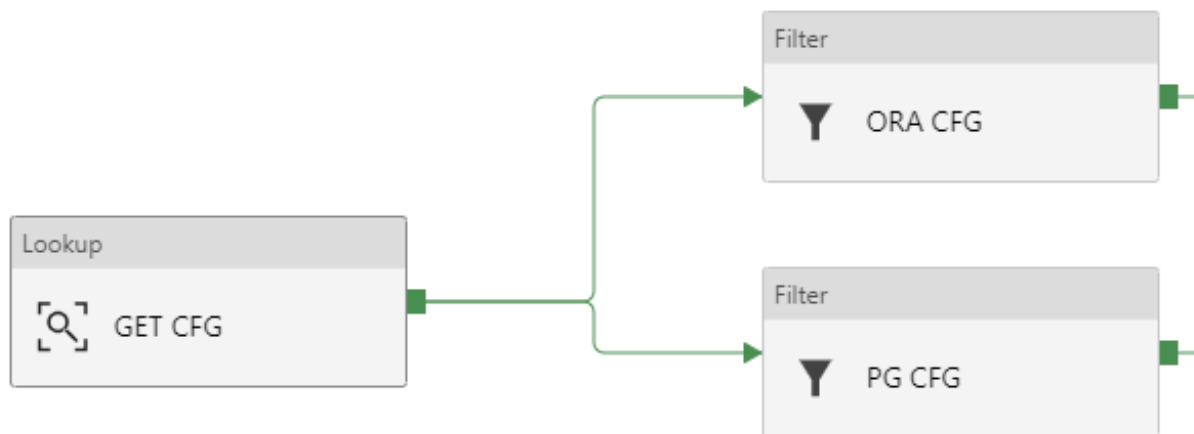 Filter
ORA CFG
Lookup
GET CFG
Filter
PG CFG